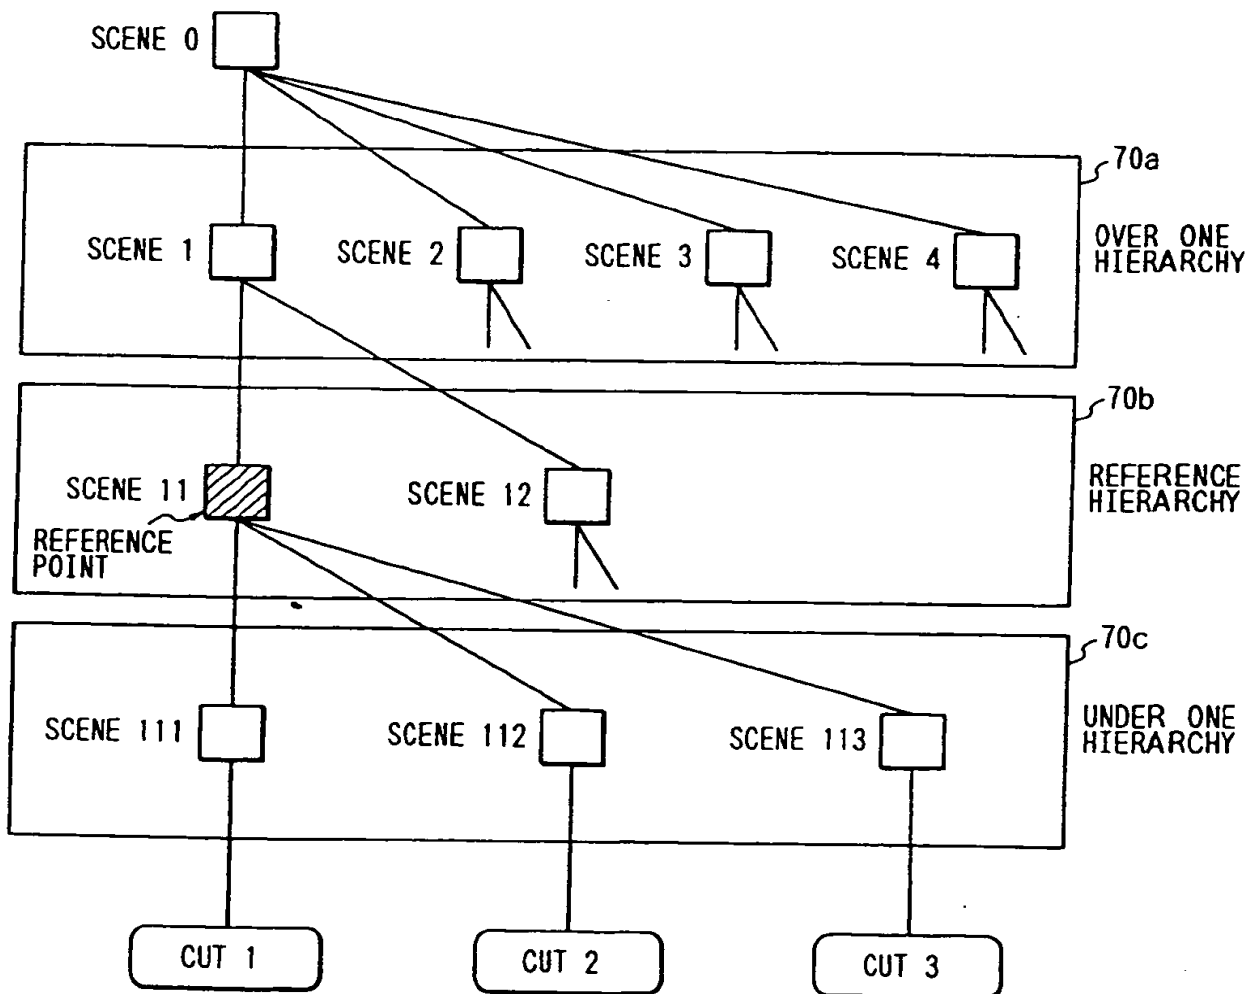 SCENE 0
70a
SCENE 1
SCENE 2
SCENE 3
SCENE 4
OVER ONE
HIERARCHY
70b
SCENE 11
SCENE 12
REFERENCE
HIERARCHY
REFERENCE
POINT
70c
SCENE 111
SCENE 112
SCENE 113
UNDER ONE
HIERARCHY
CUT 1
CUT 2
CUT 3